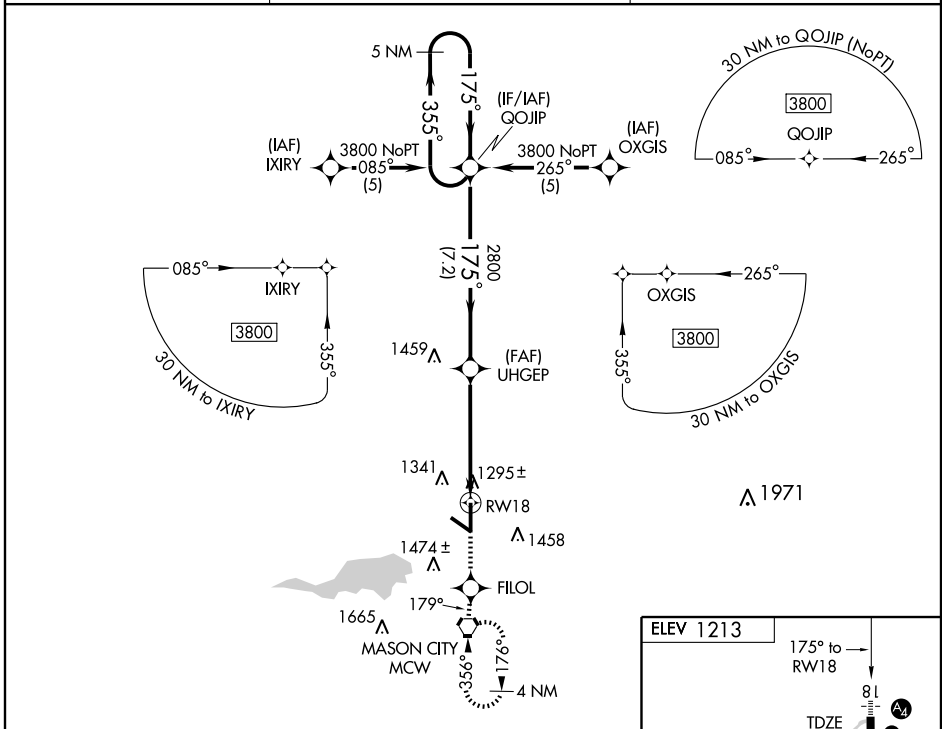 5 NM
175°
355°
(IF/IAF)
QOJIP
(IAF)
IXIRY
3800 NoPT
085°
(5)
3800 NoPT
265°
(5)
(IAF)
OXGIS
30 NM to QOJIP (NoPT)
3800
QOJIP
085°
265°
2800
175°
(7.2)
085°
IXIRY
3800
355°
30 NM to IXIRY
265°
OXGIS
3800
355°
30 NM to OXGIS
1459
(FAF)
UHGEP
1341
1295±
RW18
1971
1458
1474±
FILOL
179°
1665
MASON CITY
MCW
356°
176°
4 NM
ELEV 1213
175° to
RW18
18
A4
TDZE